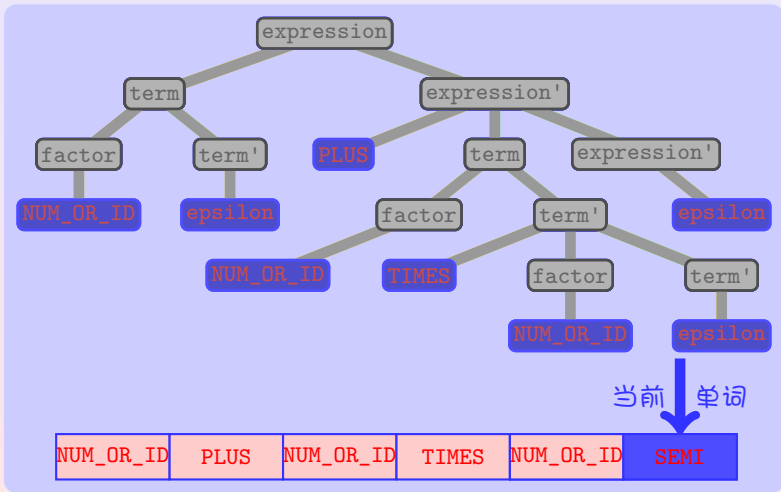 expression
term expression'
factor term' PLUS term expression'
NUM_OR_ID epsilon factor term' epsilon
NUM_OR_ID TIMES factor term'
NUM_OR_ID epsilon
当前 单词
NUM_OR_ID PLUS NUM_OR_ID TIMES NUM_OR_ID SEMI